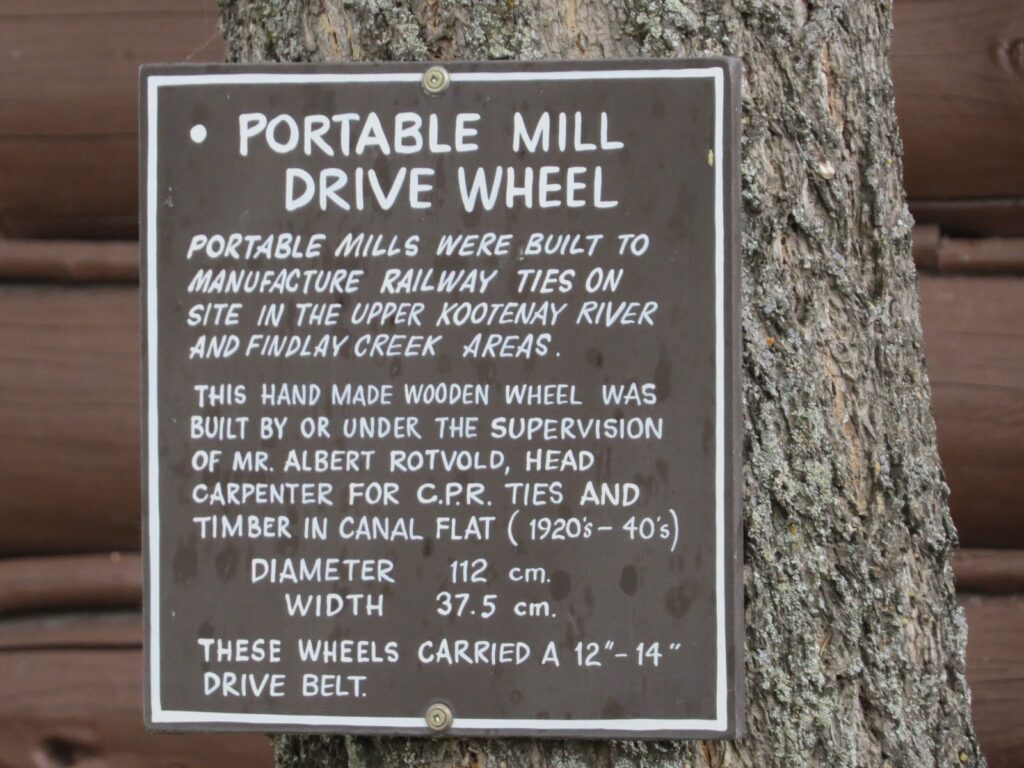 • PORTABLE MILL
DRIVE WHEEL
PORTABLE MILLS WERE BUILT TO
MANUFACTURE RAILWAY TIES ON
SITE IN THE UPPER KOOTENAY RIVER
AND FINDLAY CREEK AREAS.
THIS HAND MADE WOODEN WHEEL WAS
BUILT BY OR UNDER THE SUPERVISION
OF MR. ALBERT ROTVOLD, HEAD
CARPENTER FOR C.P.R. TIES AND
TIMBER IN CANAL FLAT (1920's - 40's)
DIAMETER 112 cm.
WIDTH 37.5 cm.
THESE WHEELS CARRIED A 12" - 14"
DRIVE BELT.